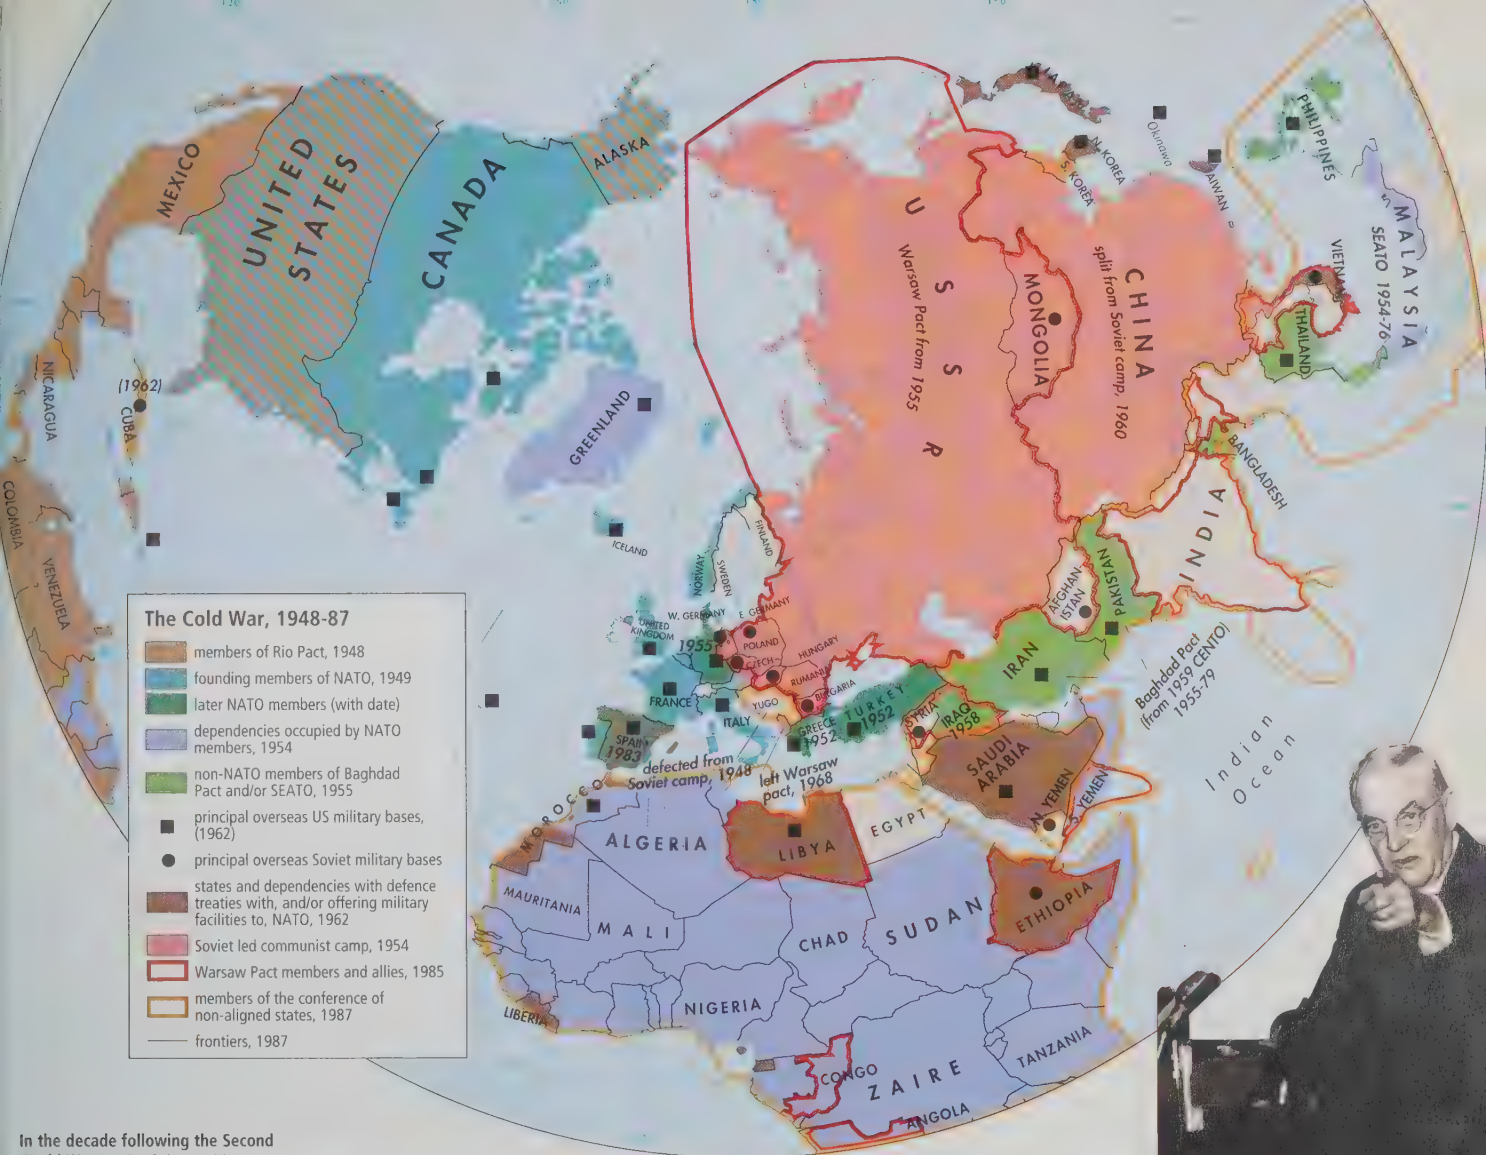 MEXICO
UNITED
STATES
CANADA
ALASKA
NICARAGUA
(1962)
CUBA
COLOMBIA
VENEZUELA
GREENLAND
ICELAND
U S S R
Warsaw Pact from 1955
MONGOLIA
CHINA
split from Soviet camp, 1960
JAPAN
N. KOREA
S. KOREA
Okinawa
TAIWAN
PHILIPPINES
MALAYSIA
SEATO 1954-76
VIETNAM
THAILAND
BANGLADESH
INDIA
PAKISTAN
AFGHAN-
ISTAN
IRAN
Baghdad Pact
(from 1959 CENTO)
1955-79
Indian
Ocean
FINLAND
SWEDEN
NORWAY
UNITED
KINGDOM
W. GERMANY
E. GERMANY
1955
POLAND
CZECH
HUNGARY
RUMANIA
BULGARIA
YUGO
FRANCE
ITALY
SPAIN
1983
GREECE
1952
TURKEY
1952
SYRIA
IRAQ
1958
defected from
Soviet camp, 1948
left Warsaw
pact, 1968
SAUDI
ARABIA
N. YEMEN
S. YEMEN
MOROCCO
ALGERIA
LIBYA
EGYPT
MAURITANIA
MALI
CHAD
SUDAN
ETHIOPIA
NIGERIA
LIBERIA
CONGO
ZAIRE
TANZANIA
ANGOLA
The Cold War, 1948-87
members of Rio Pact, 1948
founding members of NATO, 1949
later NATO members (with date)
dependencies occupied by NATO
members, 1954
non-NATO members of Baghdad
Pact and/or SEATO, 1955
principal overseas US military bases,
(1962)
principal overseas Soviet military bases
states and dependencies with defence
treaties with, and/or offering military
facilities to, NATO, 1962
Soviet led communist camp, 1954
Warsaw Pact members and allies, 1985
members of the conference of
non-aligned states, 1987
frontiers, 1987
In the decade following the Second